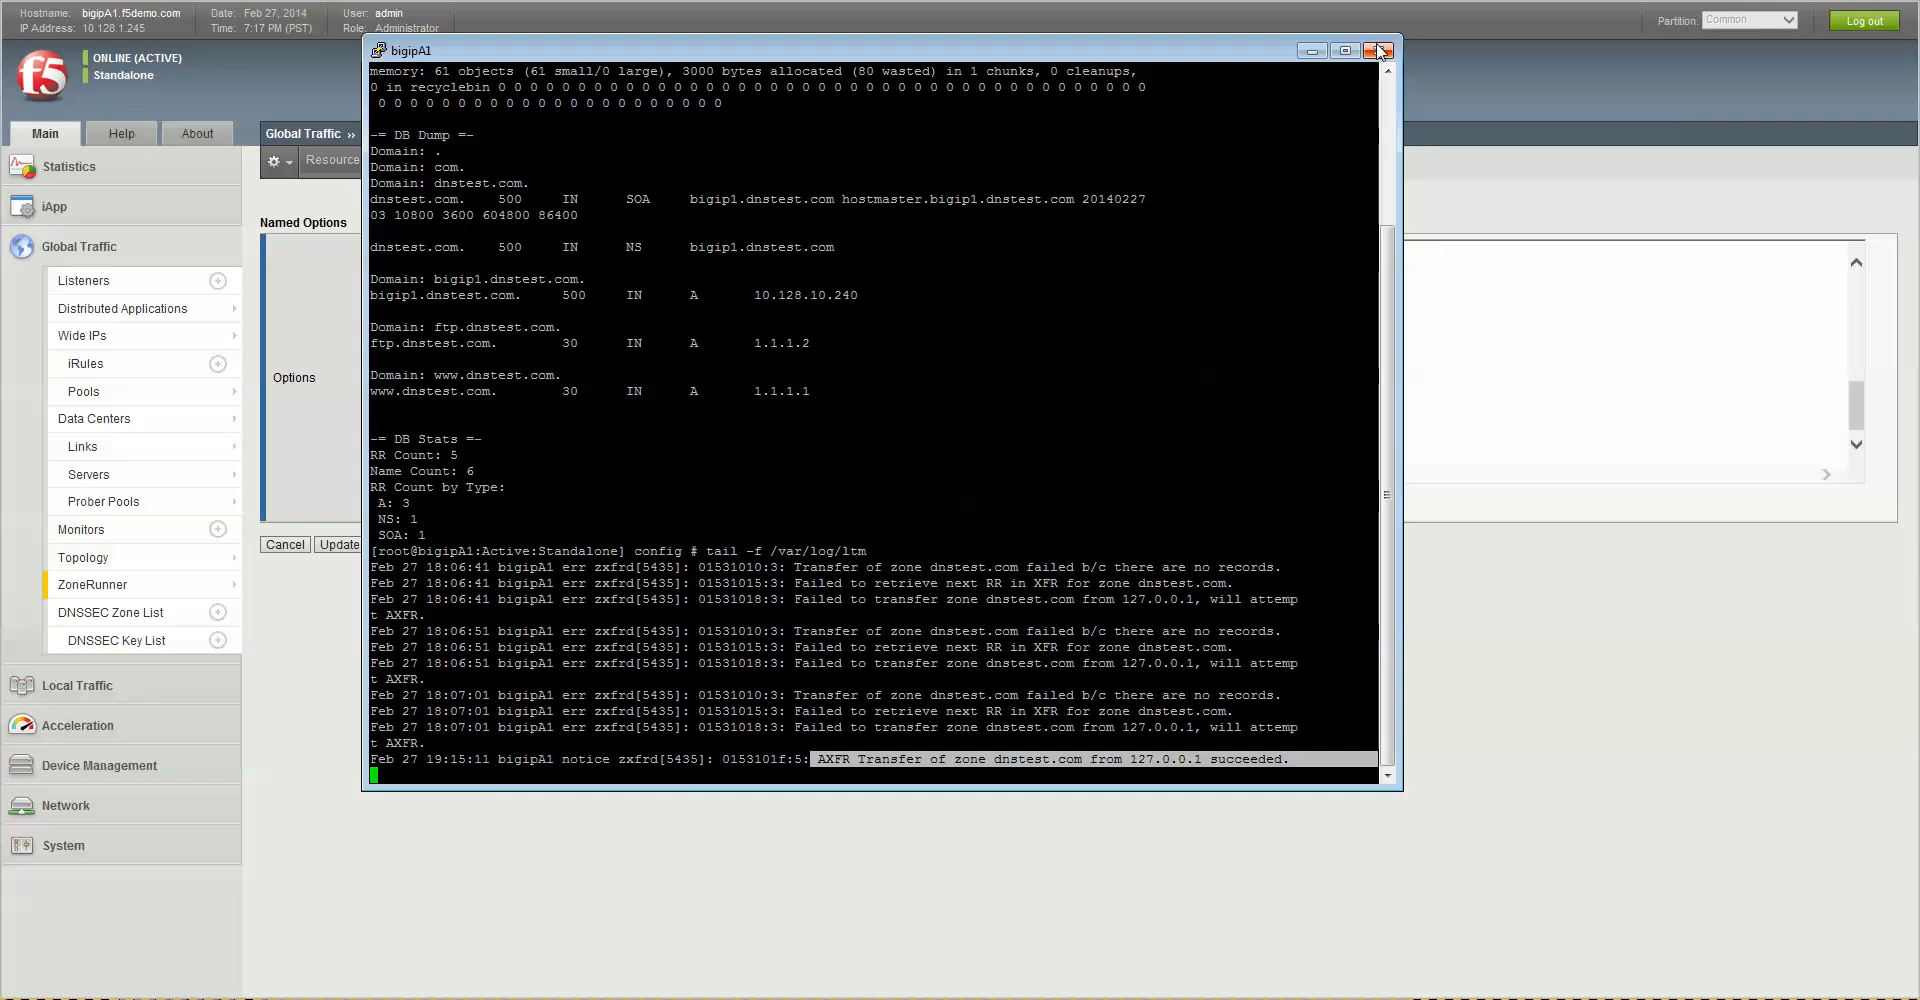 Hostname: bigipA1.f5demo.com Date: Feb 27, 2014 User: admin
IP Address: 10.128.1.245 Time: 7:17 PM (PST) Role: Administrator
Partition: Common Log out
f5
ONLINE (ACTIVE)
Standalone
Main Help About
Statistics
iApp
Global Traffic
Listeners
Distributed Applications
Wide IPs
iRules
Pools
Data Centers
Links
Servers
Prober Pools
Monitors
Topology
ZoneRunner
DNSSEC Zone List
DNSSEC Key List
Local Traffic
Acceleration
Device Management
Network
System
Global Traffic ››
Resource
Named Options
Options
Cancel Update
bigipA1
memory: 61 objects (61 small/0 large), 3000 bytes allocated (80 wasted) in 1 chunks, 0 cleanups,
0 in recyclebin 0 0 0 0 0 0 0 0 0 0 0 0 0 0 0 0 0 0 0 0 0 0 0 0 0 0 0 0 0 0 0 0 0 0 0 0 0 0 0 0 0
0 0 0 0 0 0 0 0 0 0 0 0 0 0 0 0 0 0 0 0 0 0
-= DB Dump =-
Domain: .
Domain: com.
Domain: dnstest.com.
dnstest.com. 500 IN SOA bigip1.dnstest.com hostmaster.bigip1.dnstest.com 20140227
03 10800 3600 604800 86400
dnstest.com. 500 IN NS bigip1.dnstest.com
Domain: bigip1.dnstest.com.
bigip1.dnstest.com. 500 IN A 10.128.10.240
Domain: ftp.dnstest.com.
ftp.dnstest.com. 30 IN A 1.1.1.2
Domain: www.dnstest.com.
www.dnstest.com. 30 IN A 1.1.1.1
-= DB Stats =-
RR Count: 5
Name Count: 6
RR Count by Type:
A: 3
NS: 1
SOA: 1
[root@bigipA1:Active:Standalone] config # tail -f /var/log/ltm
Feb 27 18:06:41 bigipA1 err zxfrd[5435]: 01531010:3: Transfer of zone dnstest.com failed b/c there are no records.
Feb 27 18:06:41 bigipA1 err zxfrd[5435]: 01531015:3: Failed to retrieve next RR in XFR for zone dnstest.com.
Feb 27 18:06:41 bigipA1 err zxfrd[5435]: 01531018:3: Failed to transfer zone dnstest.com from 127.0.0.1, will attemp
t AXFR.
Feb 27 18:06:51 bigipA1 err zxfrd[5435]: 01531010:3: Transfer of zone dnstest.com failed b/c there are no records.
Feb 27 18:06:51 bigipA1 err zxfrd[5435]: 01531015:3: Failed to retrieve next RR in XFR for zone dnstest.com.
Feb 27 18:06:51 bigipA1 err zxfrd[5435]: 01531018:3: Failed to transfer zone dnstest.com from 127.0.0.1, will attemp
t AXFR.
Feb 27 18:07:01 bigipA1 err zxfrd[5435]: 01531010:3: Transfer of zone dnstest.com failed b/c there are no records.
Feb 27 18:07:01 bigipA1 err zxfrd[5435]: 01531015:3: Failed to retrieve next RR in XFR for zone dnstest.com.
Feb 27 18:07:01 bigipA1 err zxfrd[5435]: 01531018:3: Failed to transfer zone dnstest.com from 127.0.0.1, will attemp
t AXFR.
Feb 27 19:15:11 bigipA1 notice zxfrd[5435]: 0153101f:5: AXFR Transfer of zone dnstest.com from 127.0.0.1 succeeded.